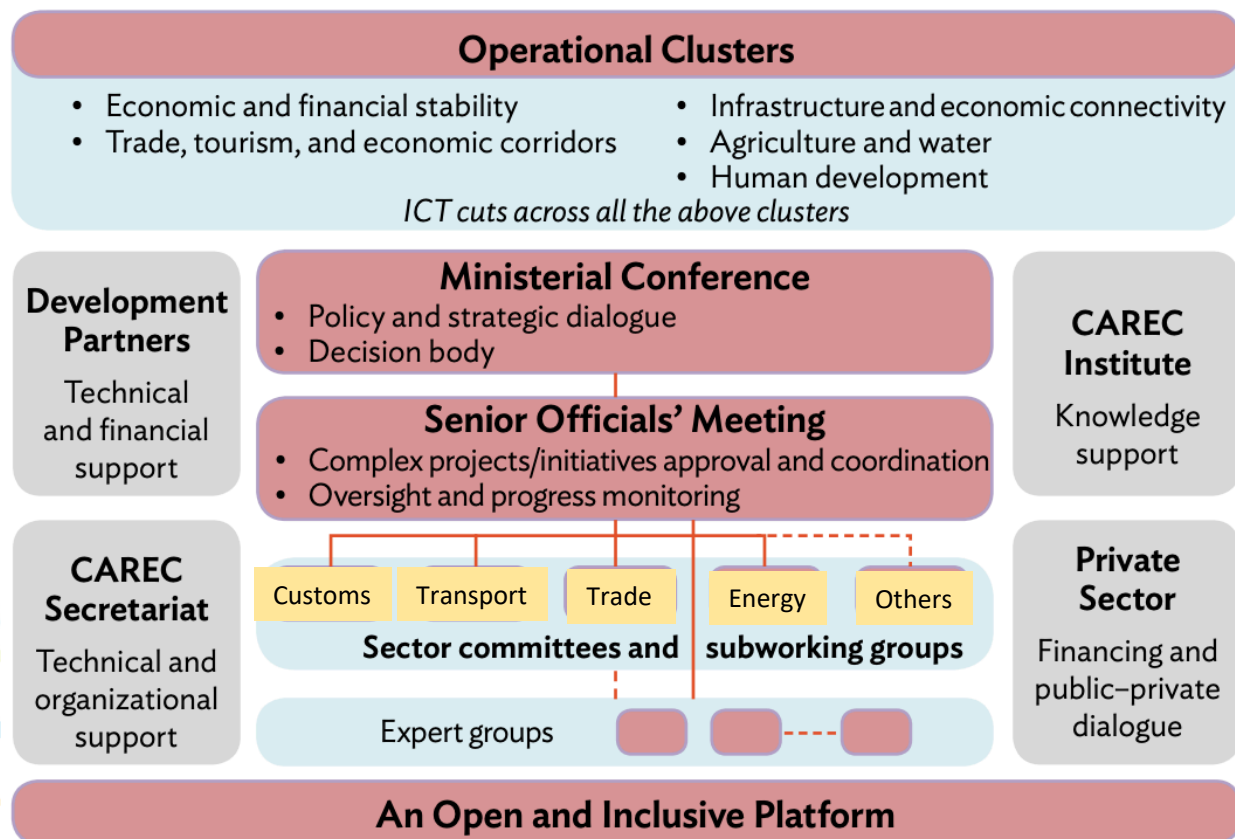 Operational Clusters
• Economic and financial stability
• Trade, tourism, and economic corridors
• Infrastructure and economic connectivity
• Agriculture and water
• Human development
ICT cuts across all the above clusters
Development
Partners
Technical
and financial
support
Ministerial Conference
• Policy and strategic dialogue
• Decision body
CAREC
Institute
Knowledge
support
Senior Officials’ Meeting
• Complex projects/initiatives approval and coordination
• Oversight and progress monitoring
CAREC
Secretariat
Technical and
organizational
support
Customs
Transport
Trade
Energy
Others
Sector committees and subworking groups
Expert groups
Private
Sector
Financing and
public–private
dialogue
An Open and Inclusive Platform